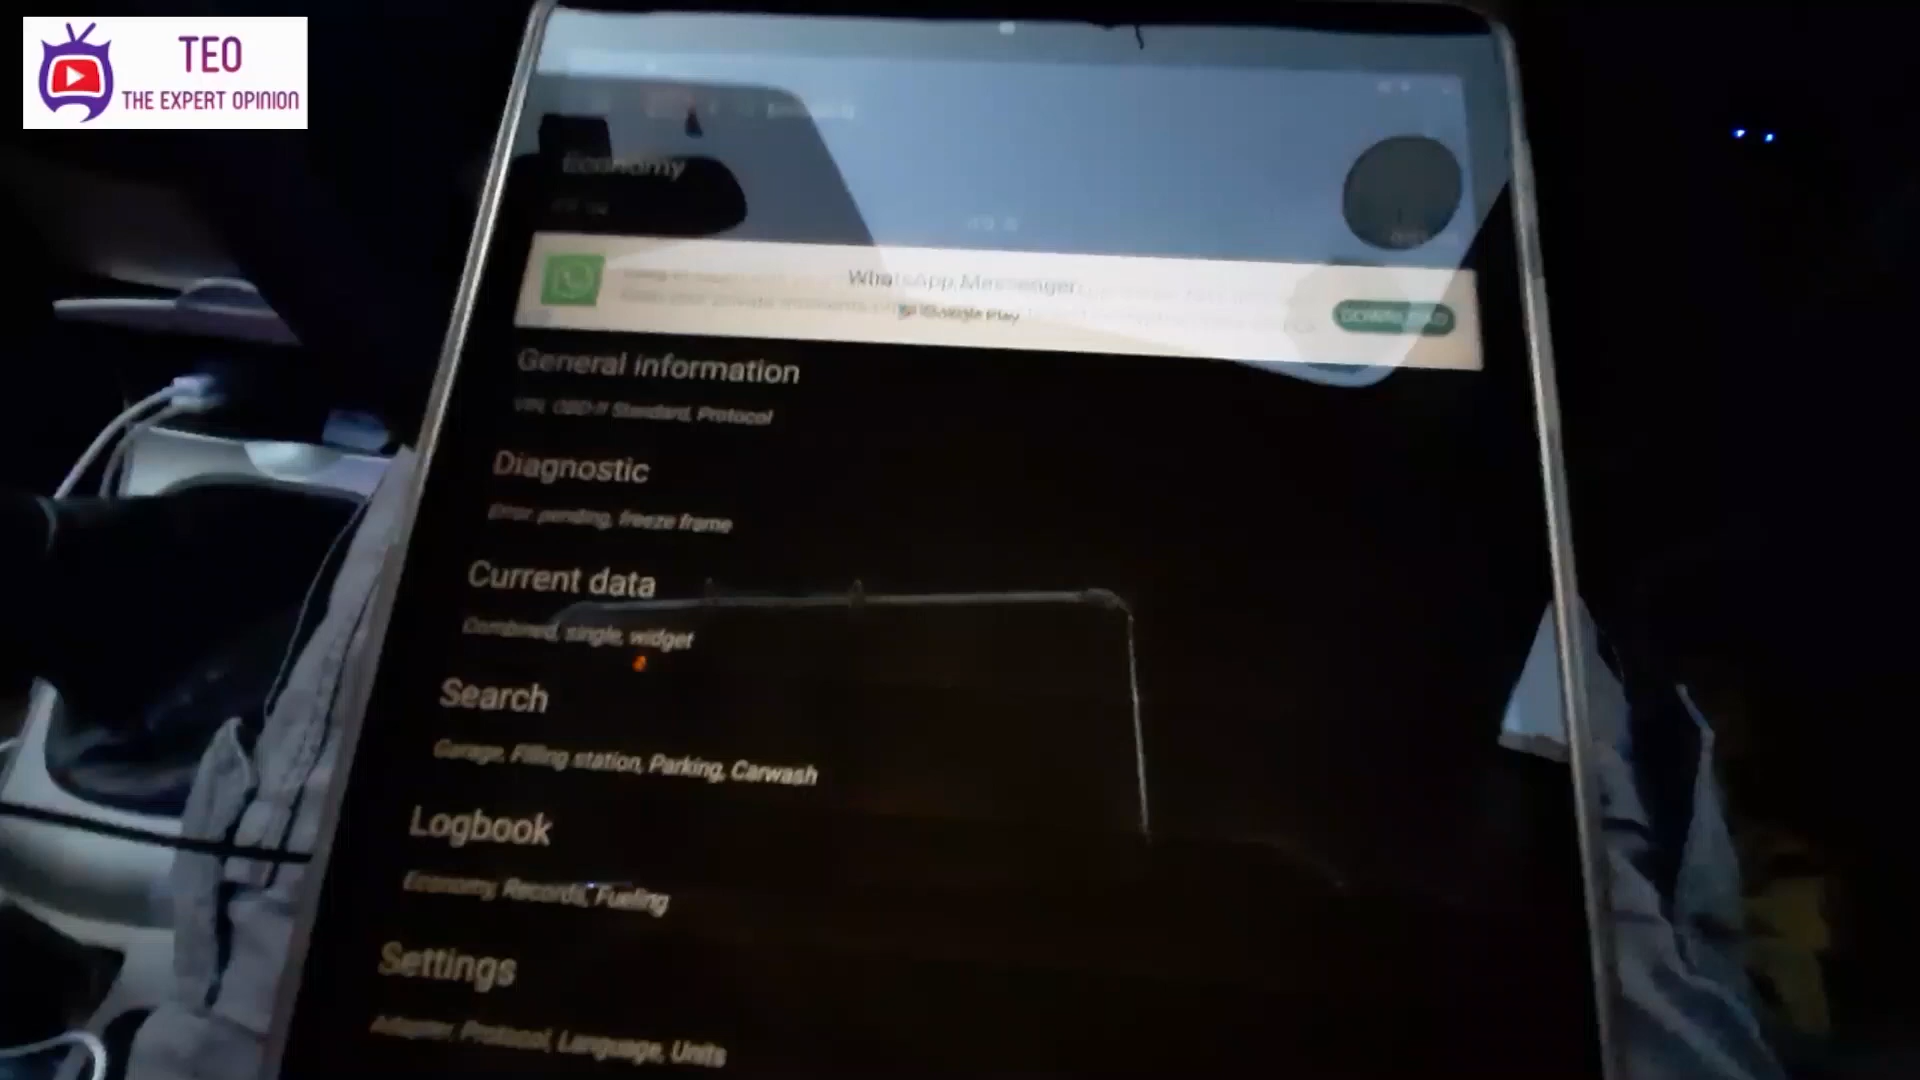 TEO
THE EXPERT OPINION
Economy
WhatsApp Messenger
Google Play
DOWNLOAD
General information
VIN, OBD-II Standard, Protocol
Diagnostic
Error, pending, freeze frame
Current data
Combined, single, widget
Search
Garage, Filling station, Parking, Carwash
Logbook
Economy, Records, Fueling
Settings
Adapter, Protocol, Language, Units